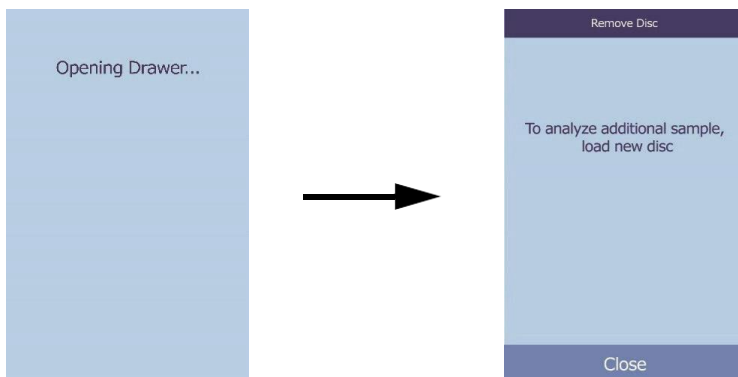 Opening Drawer...
Remove Disc
To analyze additional sample,
load new disc
Close